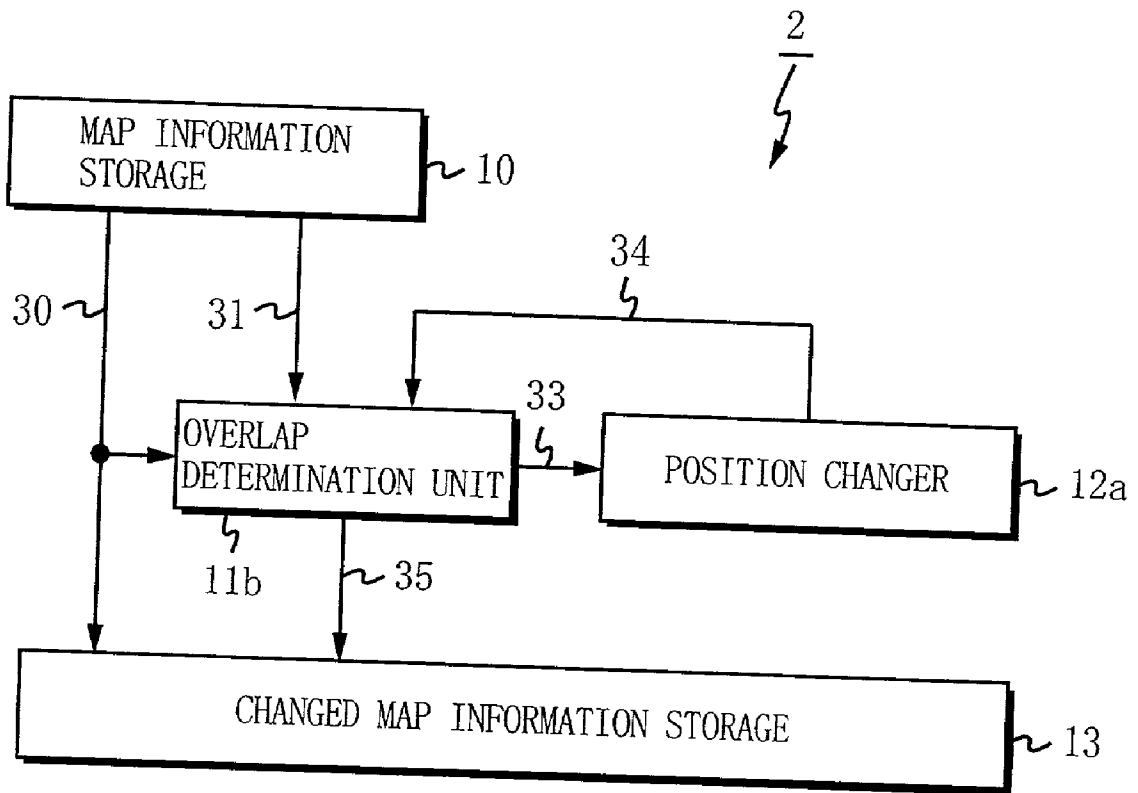 2
MAP INFORMATION
STORAGE
10
34
30
31
33
OVERLAP
DETERMINATION UNIT
POSITION CHANGER
12a
11b
35
CHANGED MAP INFORMATION STORAGE
13